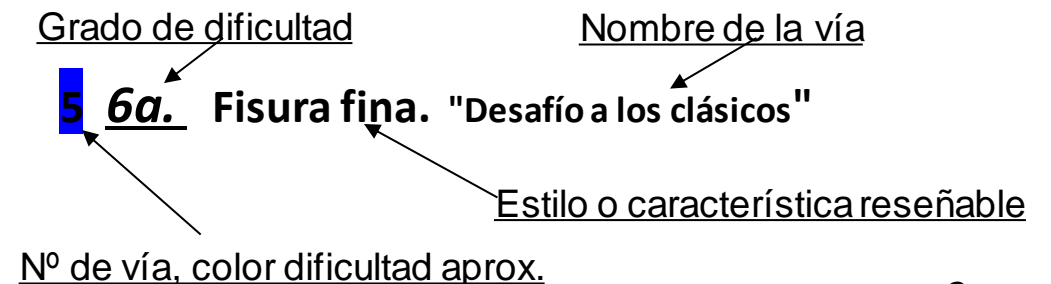 Grado de dificultad Nombre de la vía
5 6a. Fisura fina. "Desafío a los clásicos"
Estilo o característica reseñable
Nº de vía, color dificultad aprox.